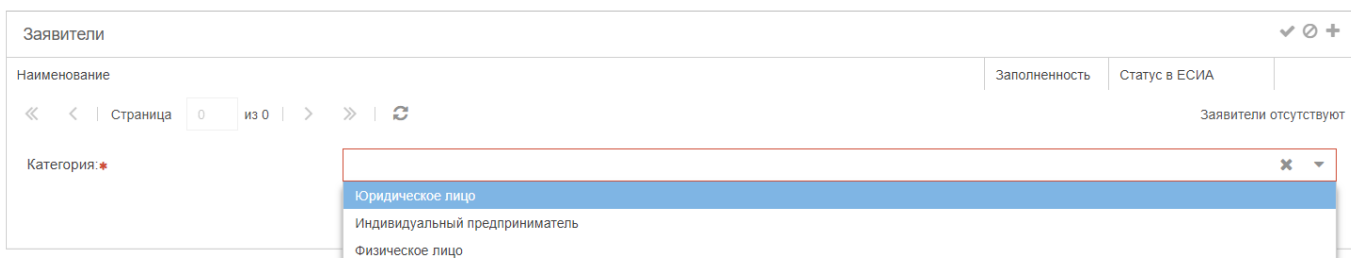 Заявители
Наименование Заполненность Статус в ЕСИА
Страница 0 из 0 Заявители отсутствуют
Категория:*
Юридическое лицо
Индивидуальный предприниматель
Физическое лицо